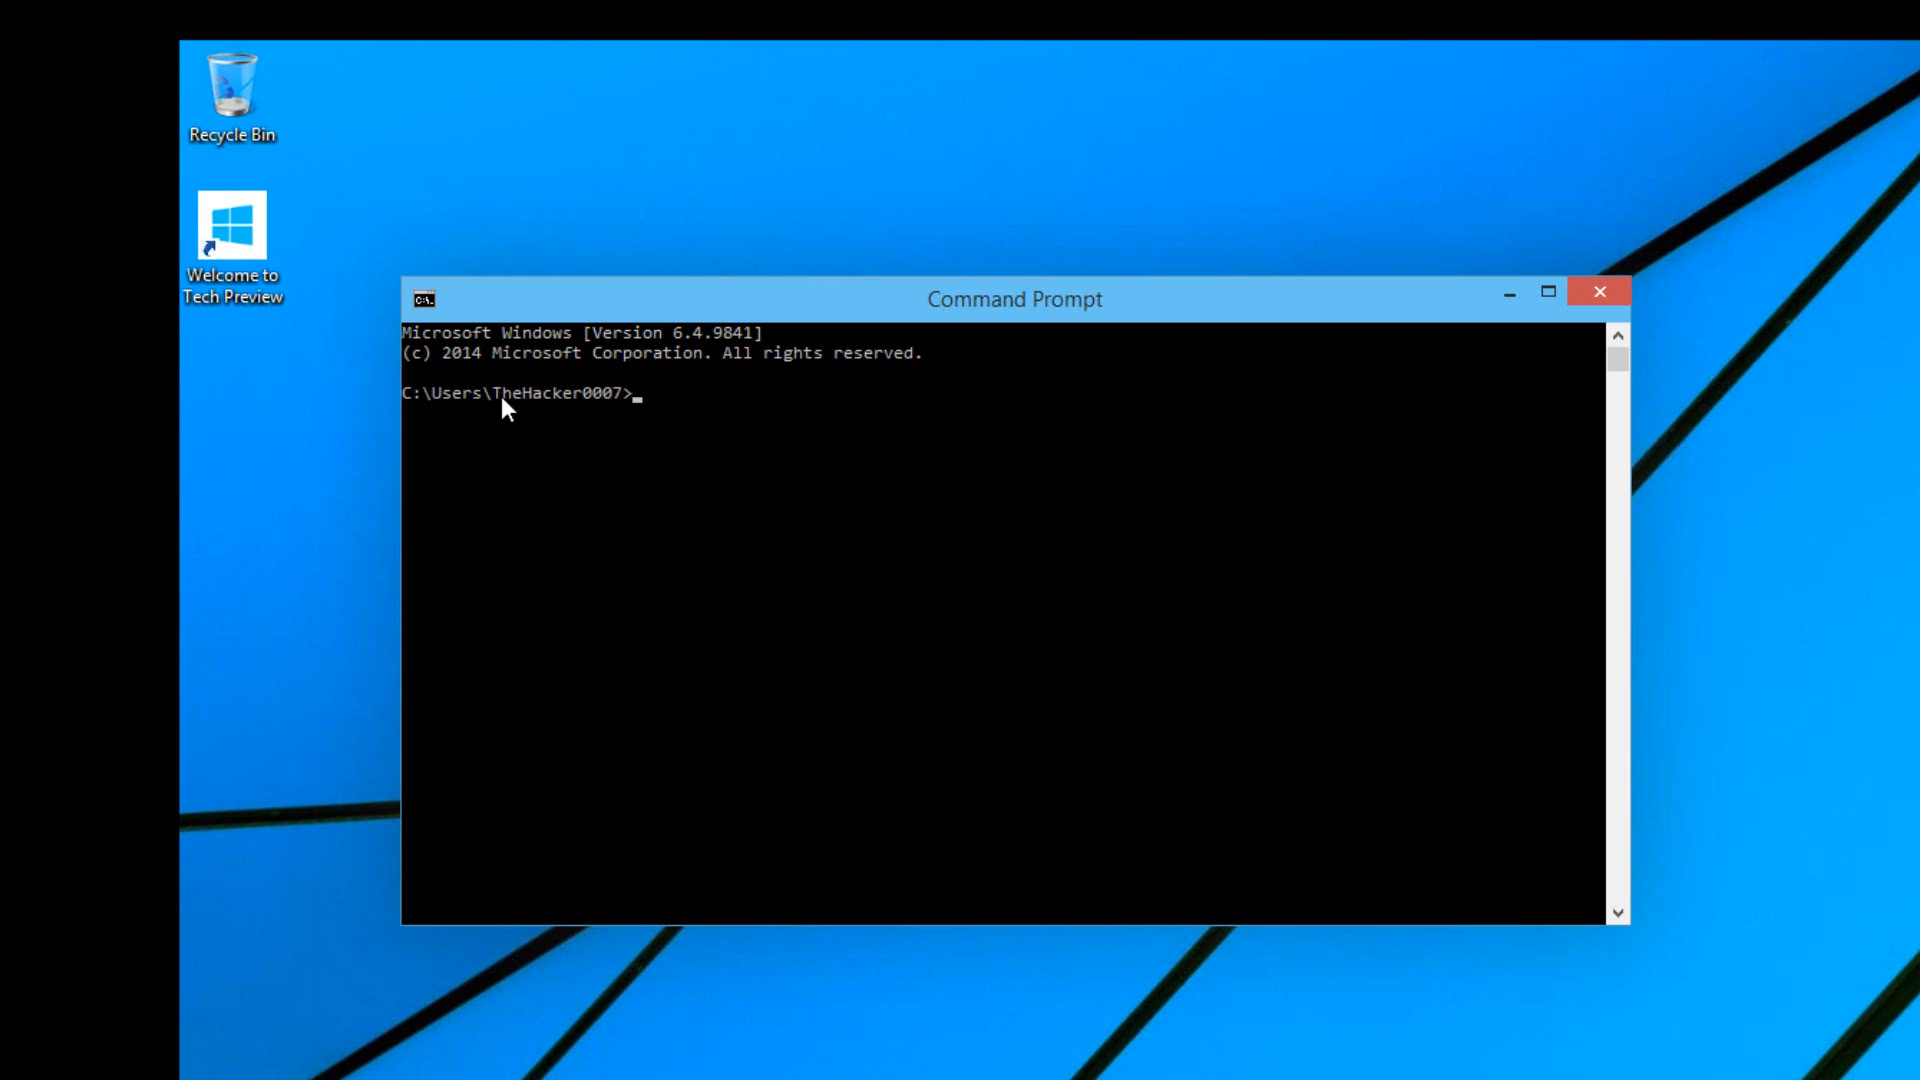 Recycle Bin
Welcome to
Tech Preview
Command Prompt
Microsoft Windows [Version 6.4.9841]
(c) 2014 Microsoft Corporation. All rights reserved.
C:\Users\TheHacker0007>